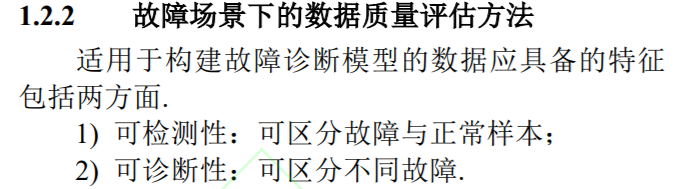 1.2.2 故障场景下的数据质量评估方法
适用于构建故障诊断模型的数据应具备的特征
包括两方面.
1) 可检测性：可区分故障与正常样本；
2) 可诊断性：可区分不同故障.